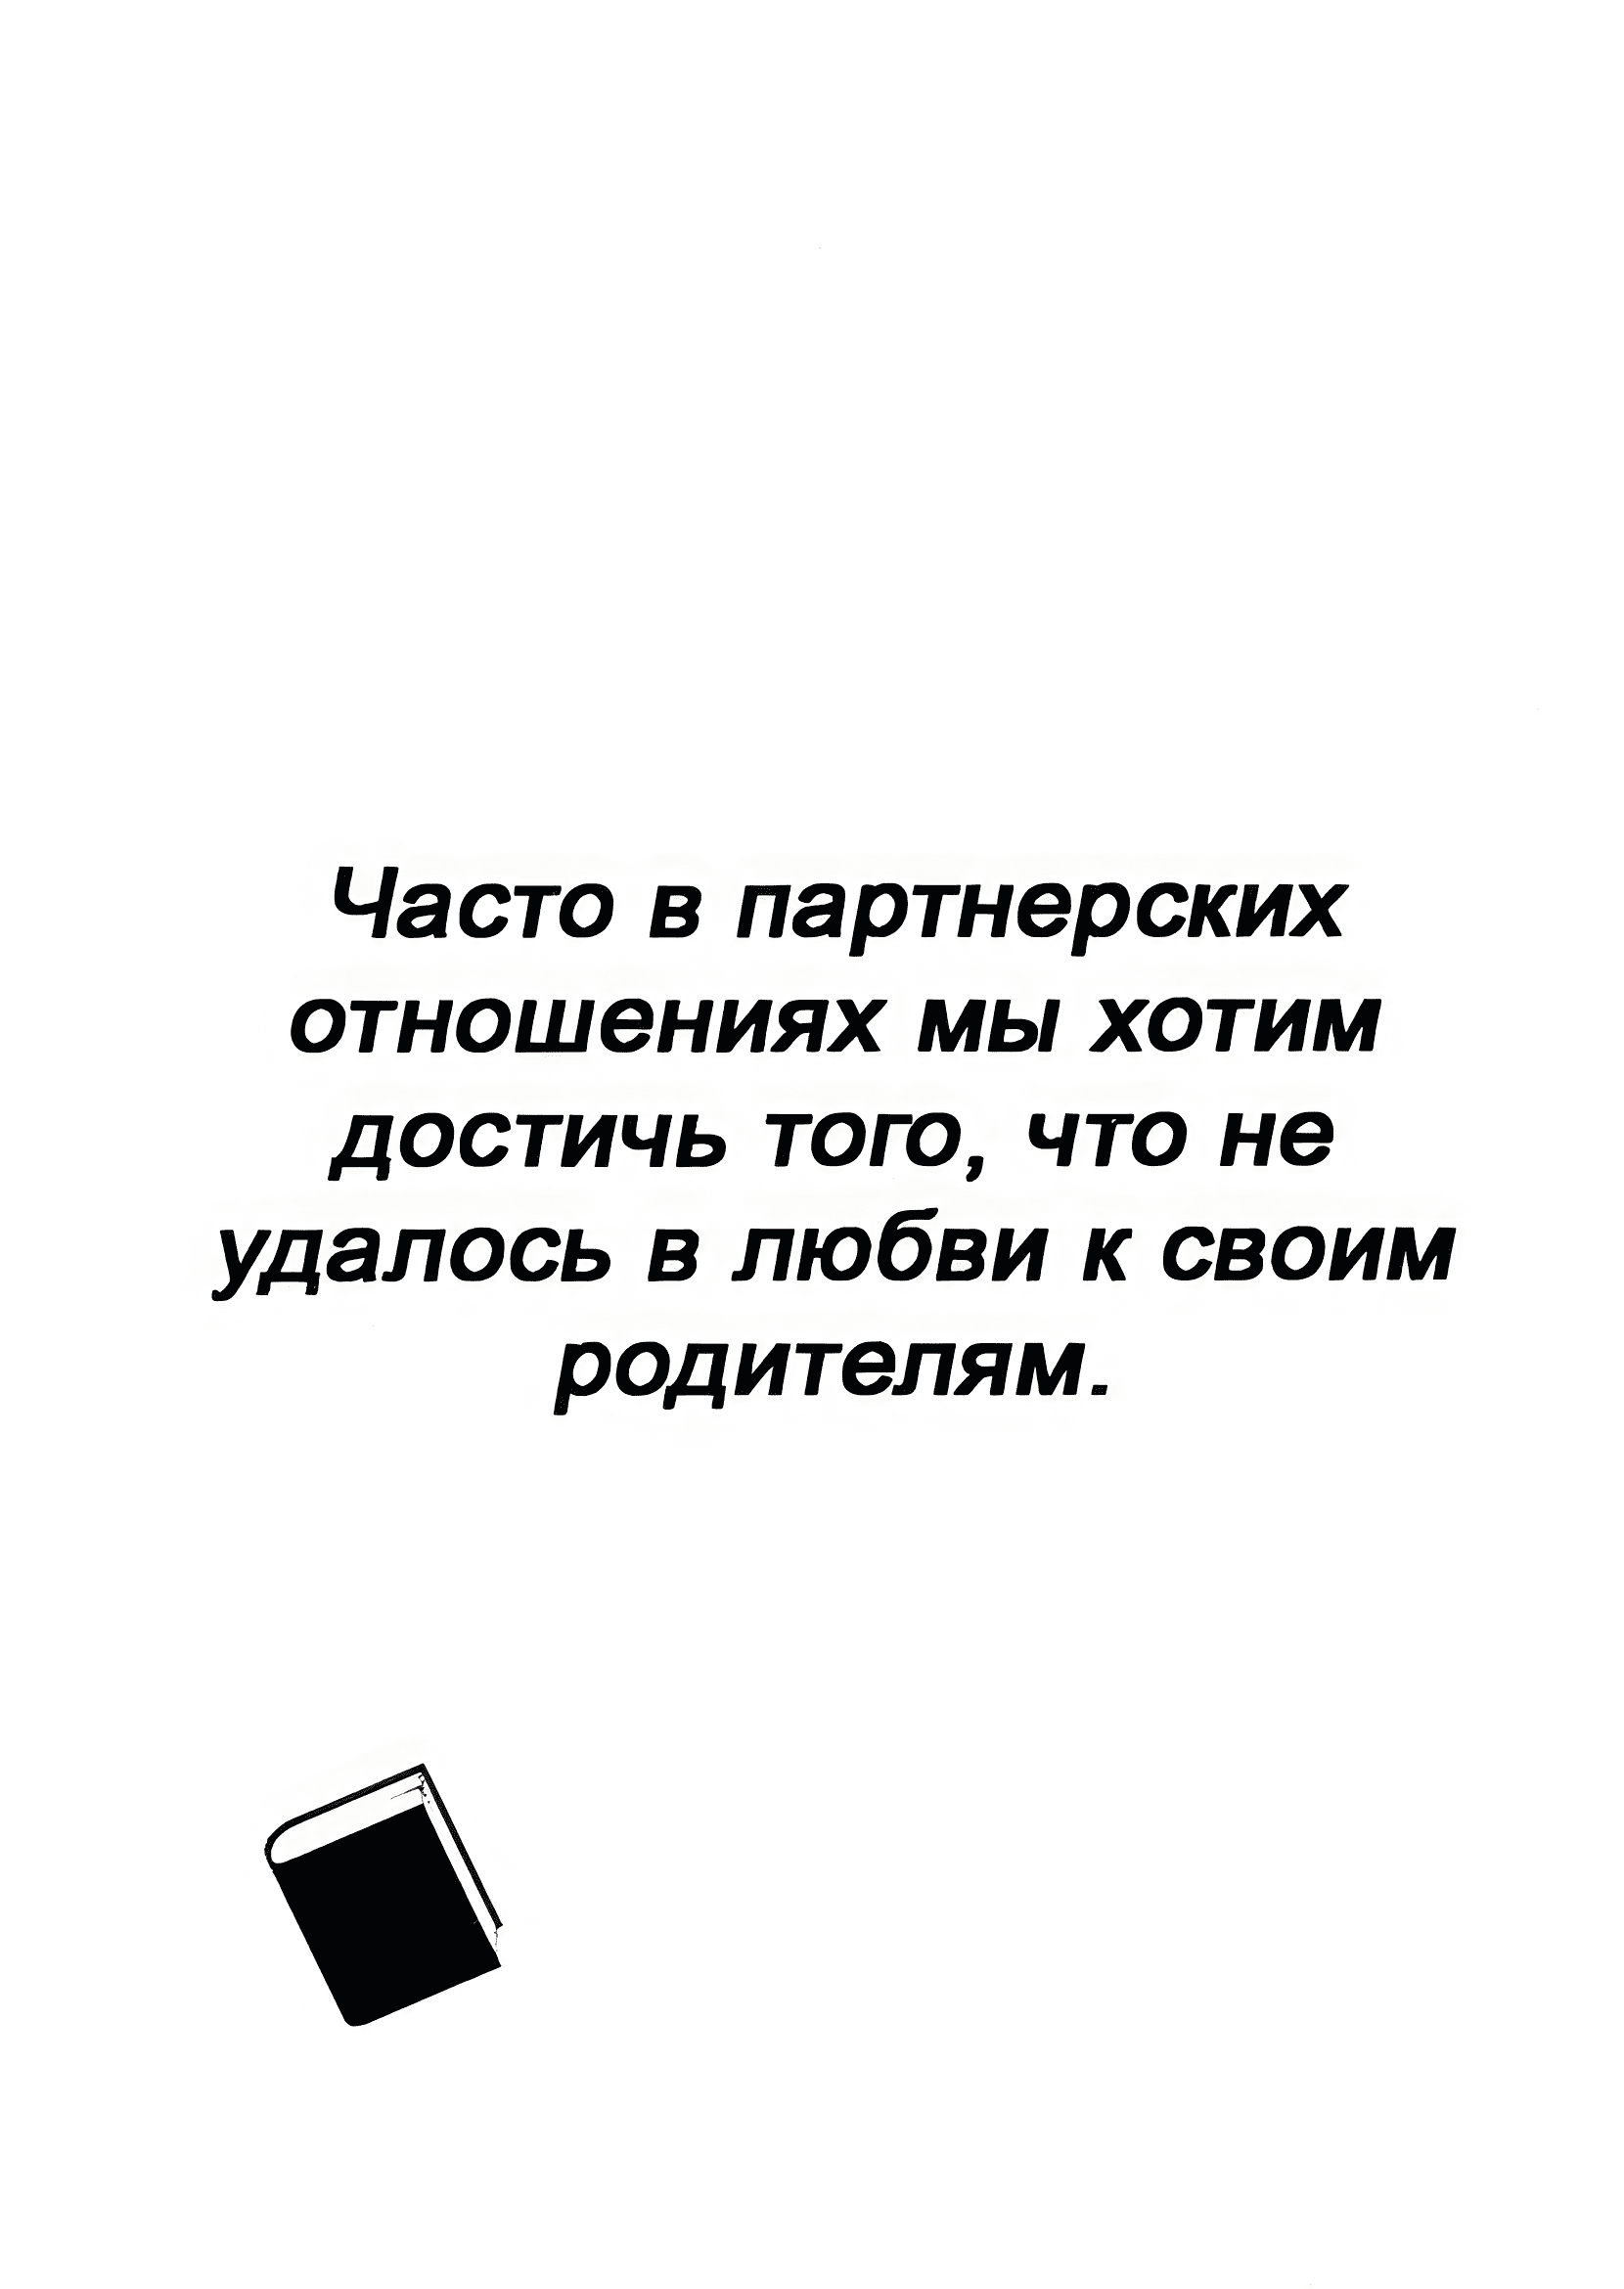 Часто в партнерских
отношениях мы хотим
достичь того, что не
удалось в любви к своим
родителям.